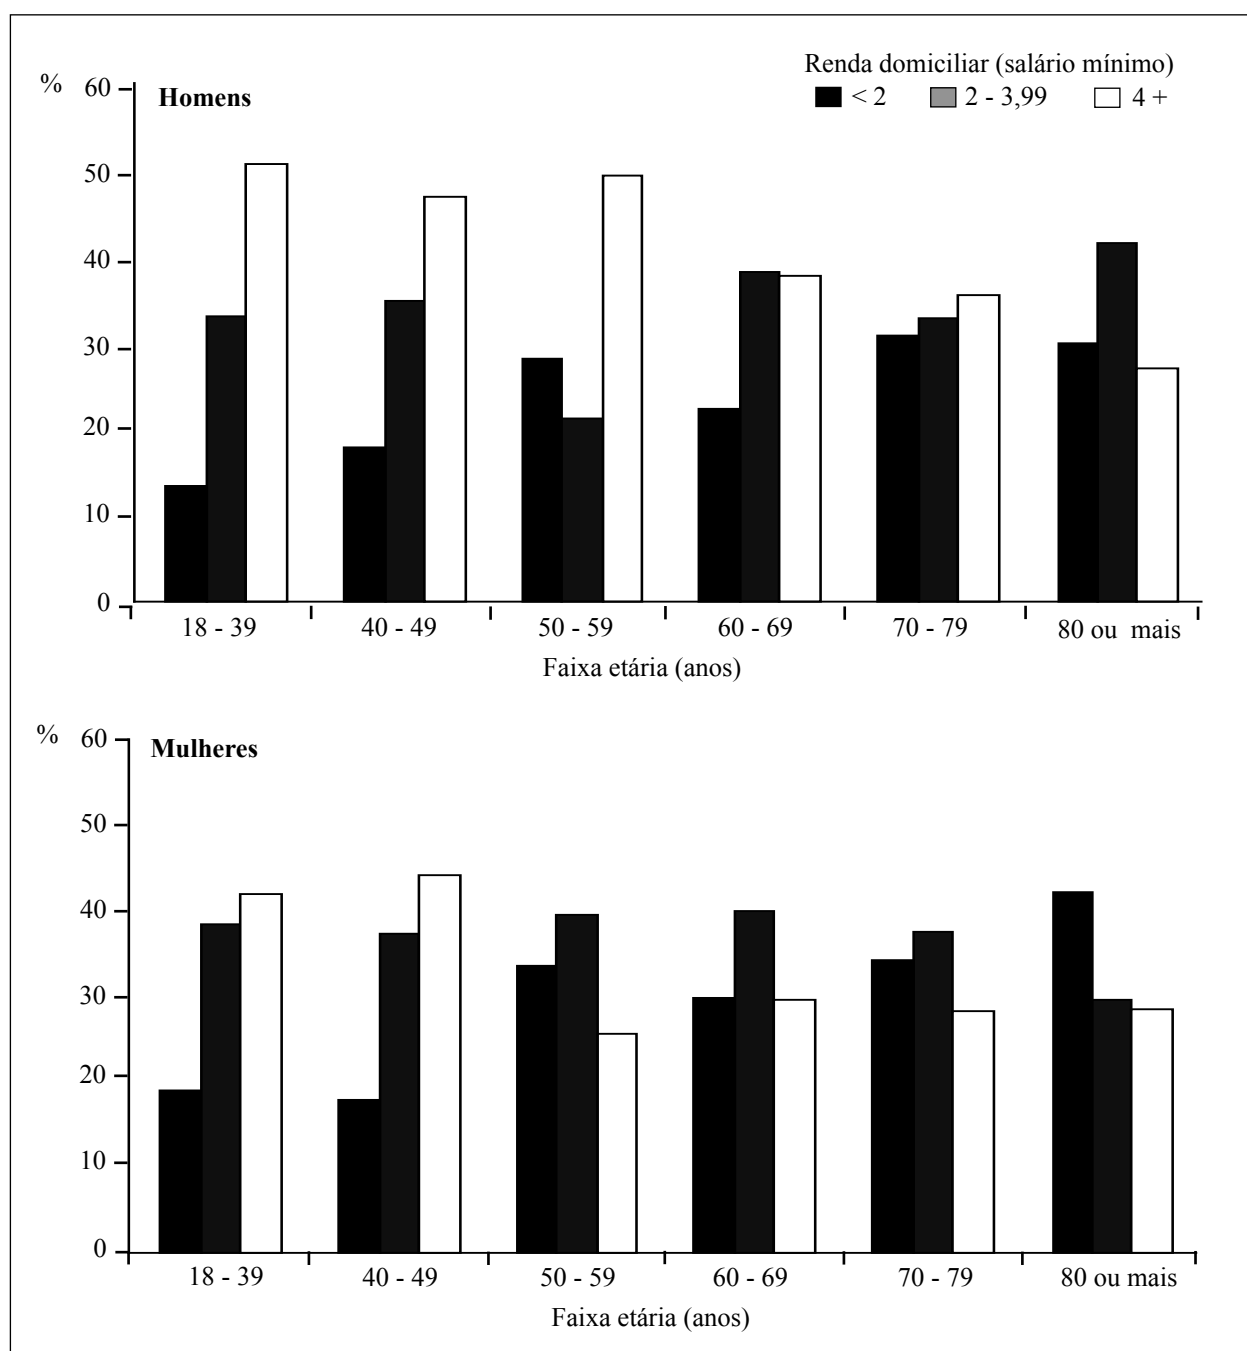 Renda domiciliar (salário mínimo)
< 2  2 - 3,99  4 +
% 60 Homens
50
40
30
20
10
0
18 - 39  40 - 49  50 - 59  60 - 69  70 - 79  80 ou mais
Faixa etária (anos)
% 60 Mulheres
50
40
30
20
10
0
18 - 39  40 - 49  50 - 59  60 - 69  70 - 79  80 ou mais
Faixa etária (anos)